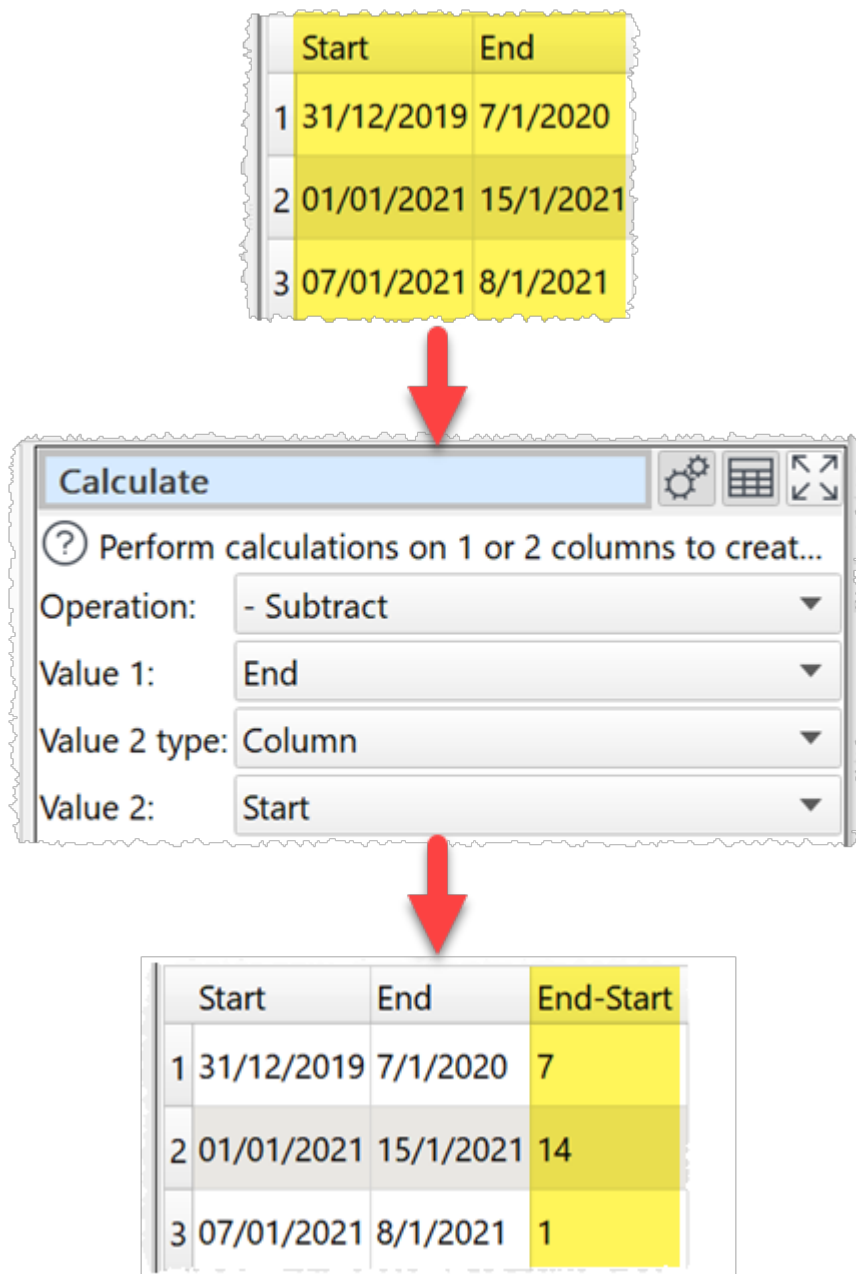 Start End
1 31/12/2019 7/1/2020
2 01/01/2021 15/1/2021
3 07/01/2021 8/1/2021
Calculate
? Perform calculations on 1 or 2 columns to creat...
Operation: - Subtract
Value 1: End
Value 2 type: Column
Value 2: Start
Start End End-Start
1 31/12/2019 7/1/2020 7
2 01/01/2021 15/1/2021 14
3 07/01/2021 8/1/2021 1